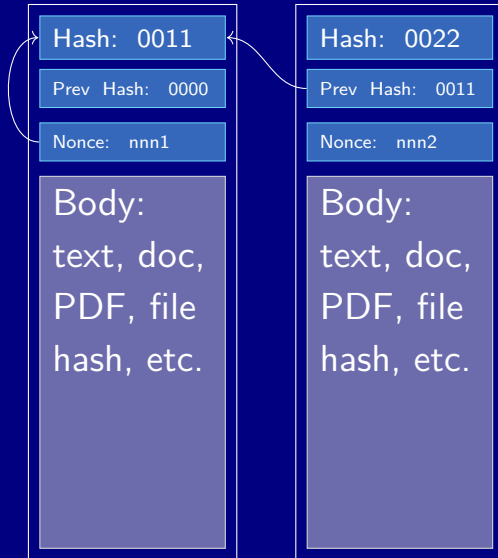 Hash: 0011
Prev Hash: 0000
Nonce: nnn1
Body:
text, doc,
PDF, file
hash, etc.
Hash: 0022
Prev Hash: 0011
Nonce: nnn2
Body:
text, doc,
PDF, file
hash, etc.